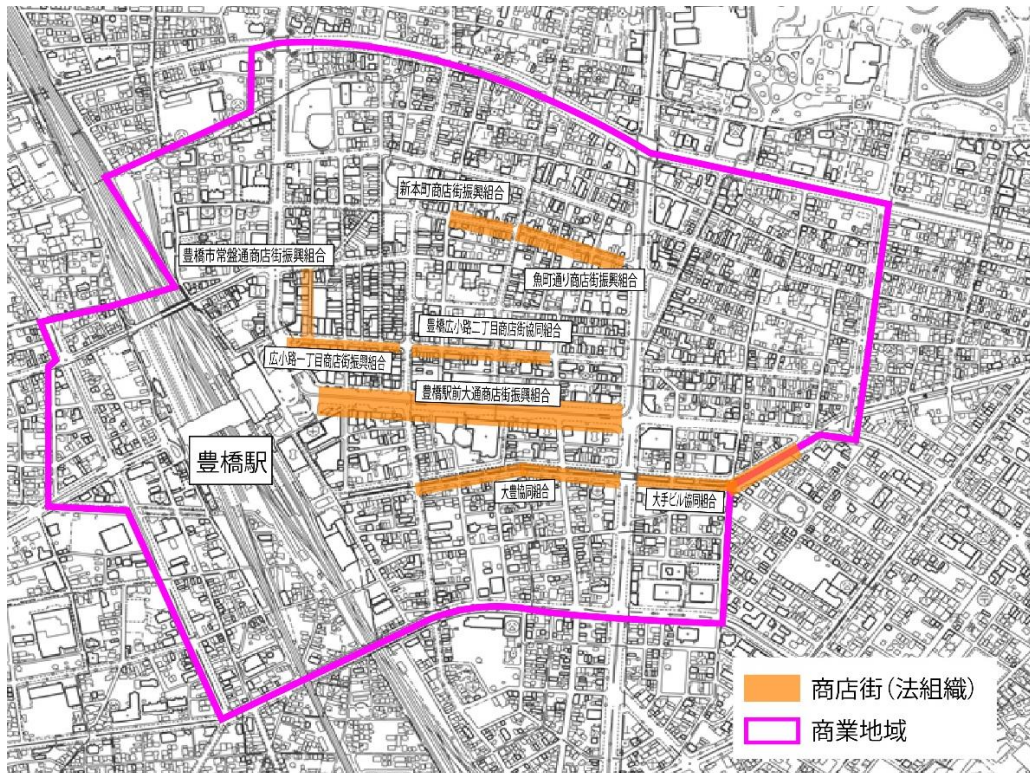 新本町商店街振興組合
豊橋市常盤通商店街振興組合
魚町通り商店街振興組合
豊橋広小路二丁目商店街協同組合
広小路一丁目商店街振興組合
豊橋駅前大通商店街振興組合
豊橋駅
大豊協同組合
大手ビル協同組合
商店街(法組織)
商業地域